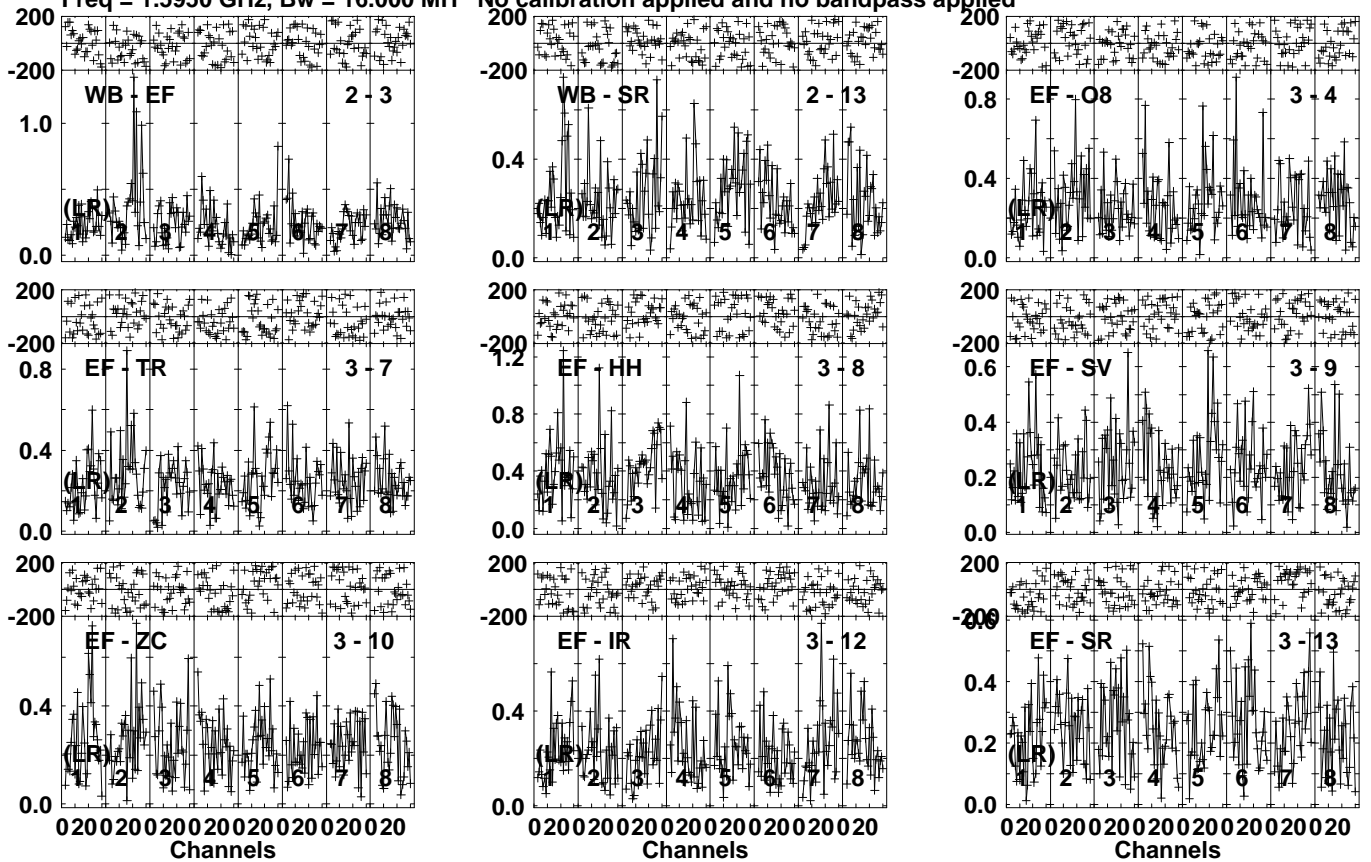 Freq = 1.5950 GHz, Bw = 16.000 MH No calibration applied and no bandpass applied
200 200 200
-200 -200 -200
WB - EF 2 - 3 WB - SR 2 - 13 EF - O8 3 - 4
1.0 0.8
0.4 0.4
(LR) (LR) (LR)
1 2 3 4 5 6 7 8 1 2 3 4 5 6 7 8 1 2 3 4 5 6 7 8
0.0 0.0 0.0
200 200 200
-200 -200 -200
EF - TR 3 - 7 EF - HH 3 - 8 EF - SV 3 - 9
0.8 1.2 0.6
0.8
0.4 0.4 0.4
0.2
(LR) (LR) (LR)
1 2 3 4 5 6 7 8 1 2 3 4 5 6 7 8 1 2 3 4 5 6 7 8
0.0 0.0 0.0
200 200 200
-200 -200 -200
0.6
EF - ZC 3 - 10 EF - IR 3 - 12 EF - SR 3 - 13
0.4 0.4 0.4
0.2
(LR) (LR) (LR)
1 2 3 4 5 6 7 8 1 2 3 4 5 6 7 8 1 2 3 4 5 6 7 8
0.0 0.0 0.0
0 20 0 20 0 20 0 20 0 20 0 20 0 20 0 20 0 20 0 20 0 20 0 20 0 20 0 20 0 20 0 20 0 20 0 20 0 20 0 20 0 20 0 20 0 20 0 20
Channels Channels